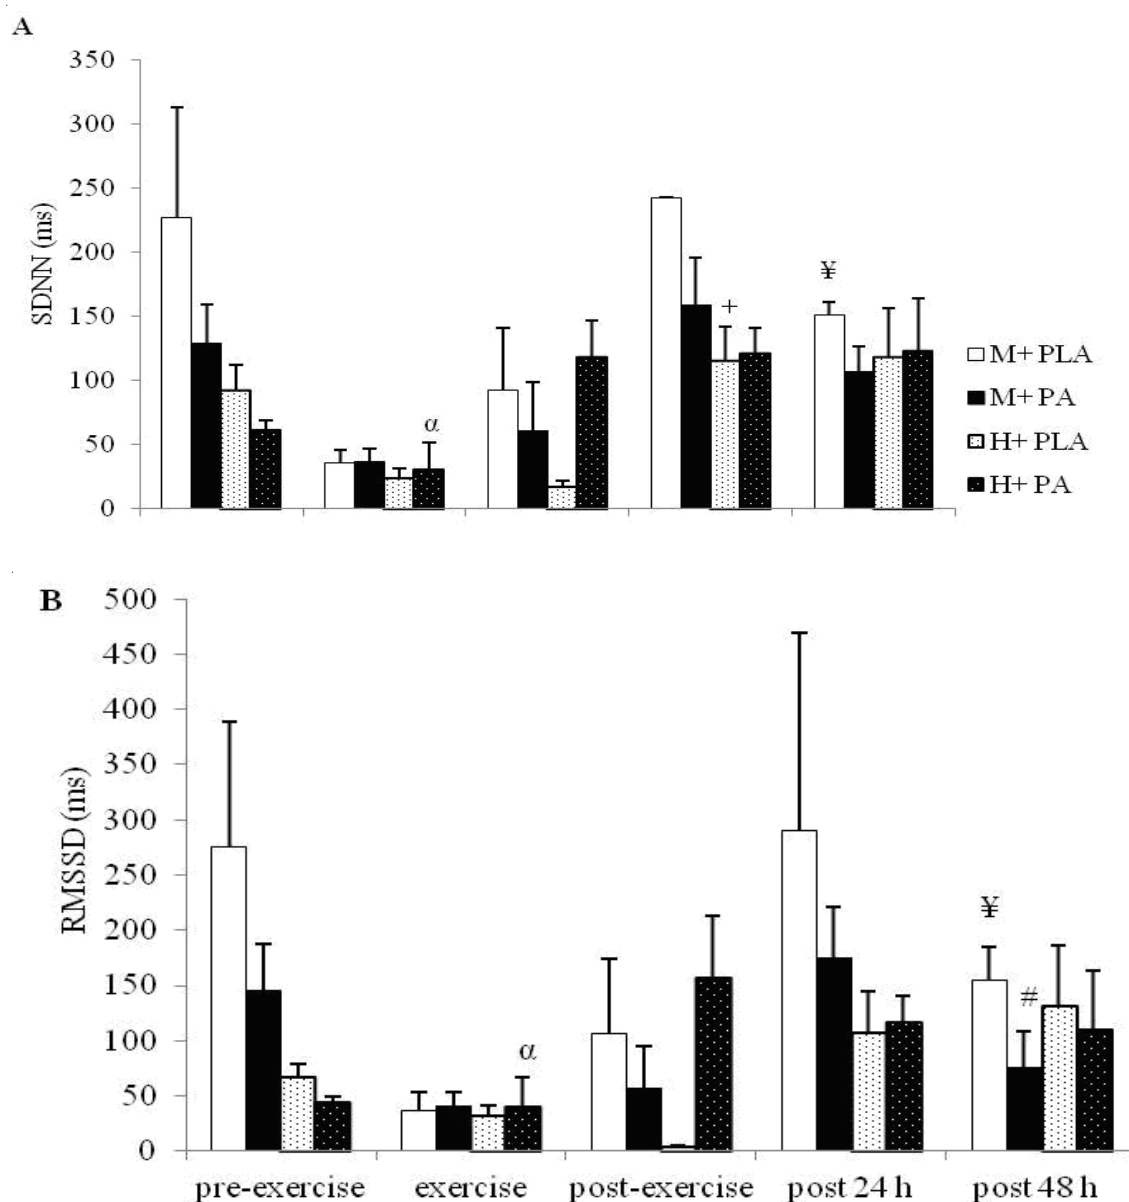 A
350
300
250
200
150
100
50
0
SDNN (ms)
α
+
¥
M+ PLA
M+ PA
H+ PLA
H+ PA
B
500
450
400
350
300
250
200
150
100
50
0
RMSSD (ms)
α
¥
#
pre-exercise exercise post-exercise post 24 h post 48 h